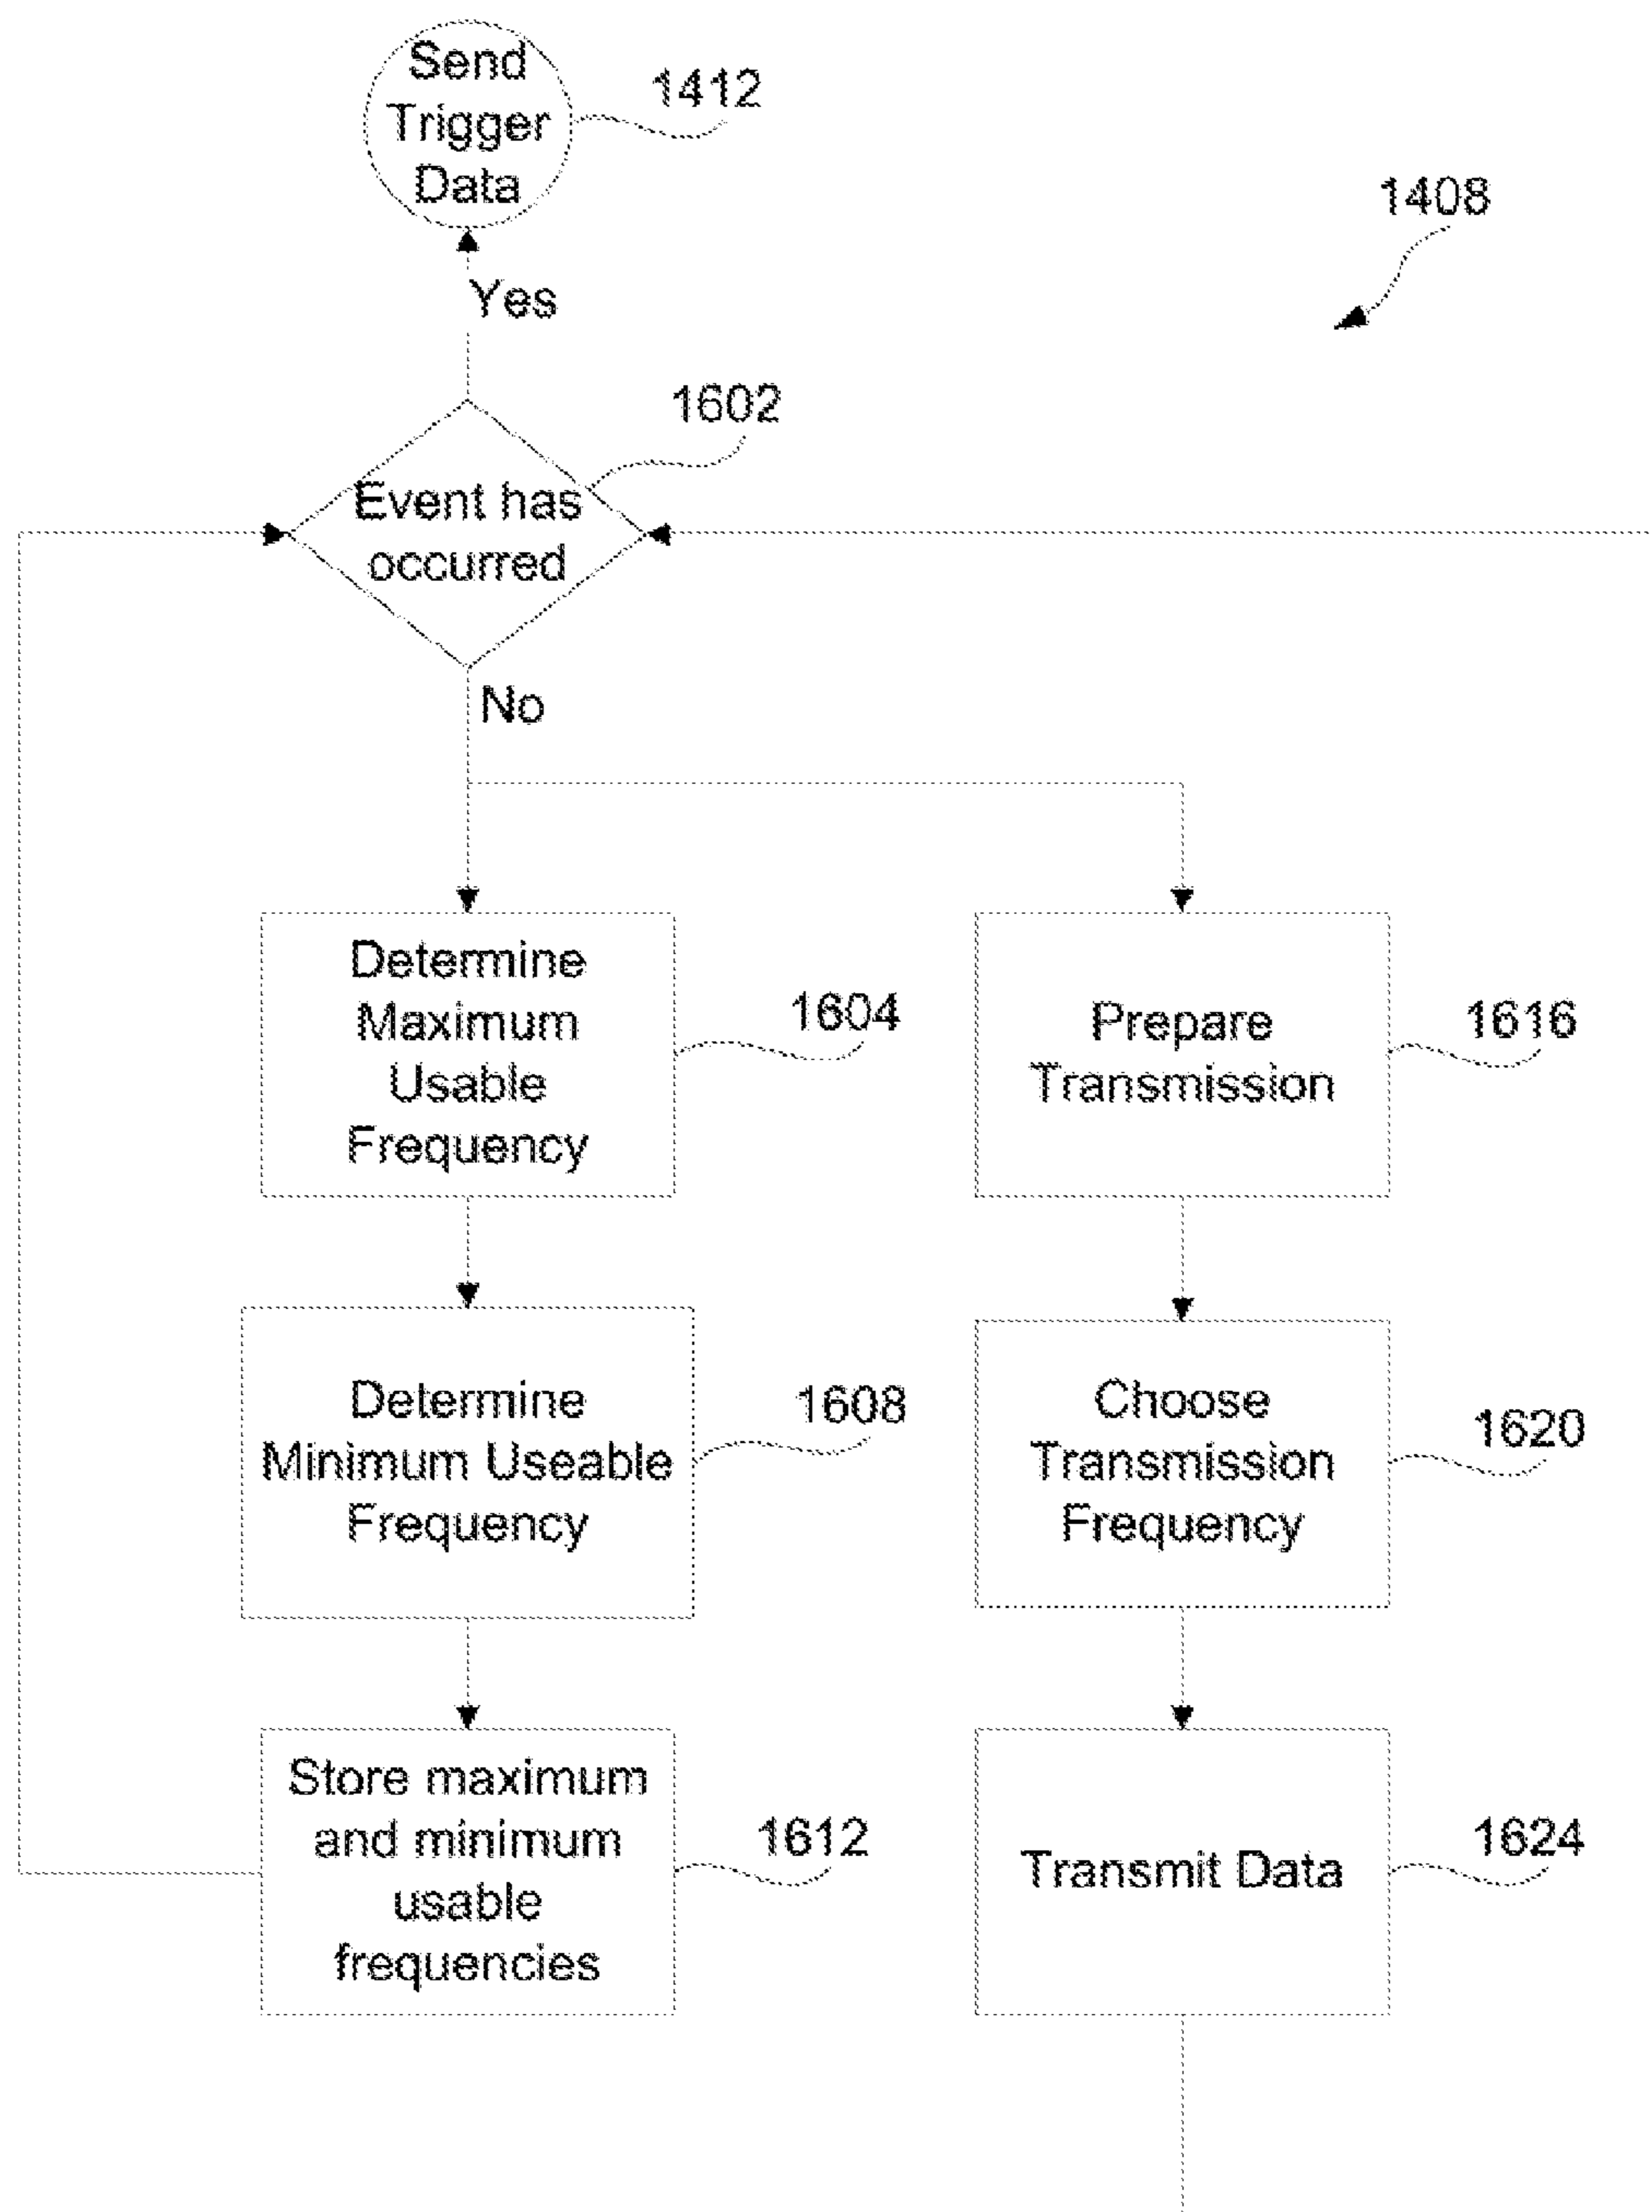 Send
Trigger
Data
1412
1408
Yes
1602
Event has
occurred
No
Determine
Maximum
Usable
Frequency
1604
Prepare
Transmission
1616
Determine
Minimum Useable
Frequency
1608
Choose
Transmission
Frequency
1620
Store maximum
and minimum
usable
frequencies
1612
Transmit Data
1624